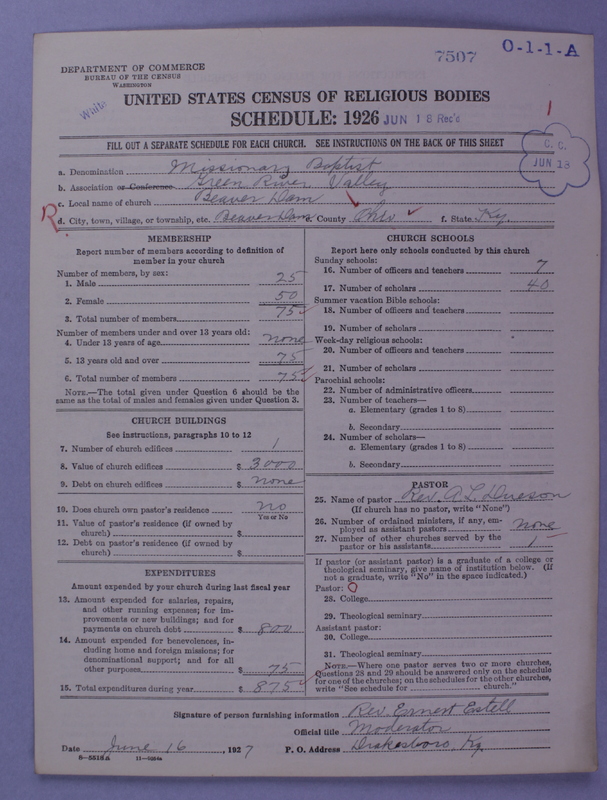 7507 O-1-1-A
DEPARTMENT OF COMMERCE
BUREAU OF THE CENSUS
WASHINGTON
White
UNITED STATES CENSUS OF RELIGIOUS BODIES
SCHEDULE: 1926 JUN 18 Rec'd
1
FILL OUT A SEPARATE SCHEDULE FOR EACH CHURCH. SEE INSTRUCTIONS ON THE BACK OF THIS SHEET
C. C.
JUN 18
a. Denomination Missionary Baptist
b. Association or Conference Green River Valley
c. Local name of church Beaver Dam
R d. City, town, village, or township, etc. Beaver Dam e. County Ohio f. State Ky.
MEMBERSHIP
Report number of members according to definition of
member in your church
Number of members, by sex:
1. Male 25
2. Female 50
3. Total number of members 75
Number of members under and over 13 years old:
4. Under 13 years of age none
5. 13 years old and over 75
6. Total number of members 75
NOTE.—The total given under Question 6 should be the
same as the total of males and females given under Question 3.
CHURCH BUILDINGS
See instructions, paragraphs 10 to 12
7. Number of church edifices 1
8. Value of church edifices $ 3000
9. Debt on church edifices $ none
10. Does church own pastor's residence no
Yes or No
11. Value of pastor's residence (if owned by
church) $
12. Debt on pastor's residence (if owned by
church) $
EXPENDITURES
Amount expended by your church during last fiscal year
13. Amount expended for salaries, repairs,
and other running expense; for im-
provements or new buildings; and for
payments on church debt $ 800
14. Amount expended for benevolences, in-
cluding home and foreign missions; for
denominational support; and for all
other purposes $ 75
15. Total expenditures during year $ 875
CHURCH SCHOOLS
Report here only schools conducted by this church
Sunday schools:
16. Number of officers and teachers 7
17. Number of scholars 40
Summer vacation Bible schools:
18. Number of officers and teachers
19. Number of scholars
Week-day religious schools:
20. Number of officers and teachers
21. Number of scholars
Parochial schools:
22. Number of administrative officers
23. Number of teachers—
a. Elementary (grades 1 to 8)
b. Secondary
24. Number of scholars—
a. Elementary (grades 1 to 8)
b. Secondary
PASTOR
25. Name of pastor Rev. A. L.
(If church has no pastor, write "None")
26. Number of ordained ministers, if any, em-
ployed as assistant pastors none
27. Number of other churches served by the
pastor or his assistants 1
If pastor (or assistant pastor) is a graduate of a college or
theological seminary, give name of institution below. (If
not a graduate, write "No" in the space indicated.)
Pastor: O
28. College
29. Theological seminary
Assistant pastor:
30. College
31. Theological seminary
NOTE.—Where one pastor serves two or more churches,
Questions 28 and 29 should be answered only on the schedule
for one of the churches; on the schedules for the other churches,
write "See schedule for church."
Signature of person furnishing information Rev. Ernest Estell
Official title Moderator
Date June 16, 1927 P. O. Address Drakesboro Ky.
8—5518a 11—9204a